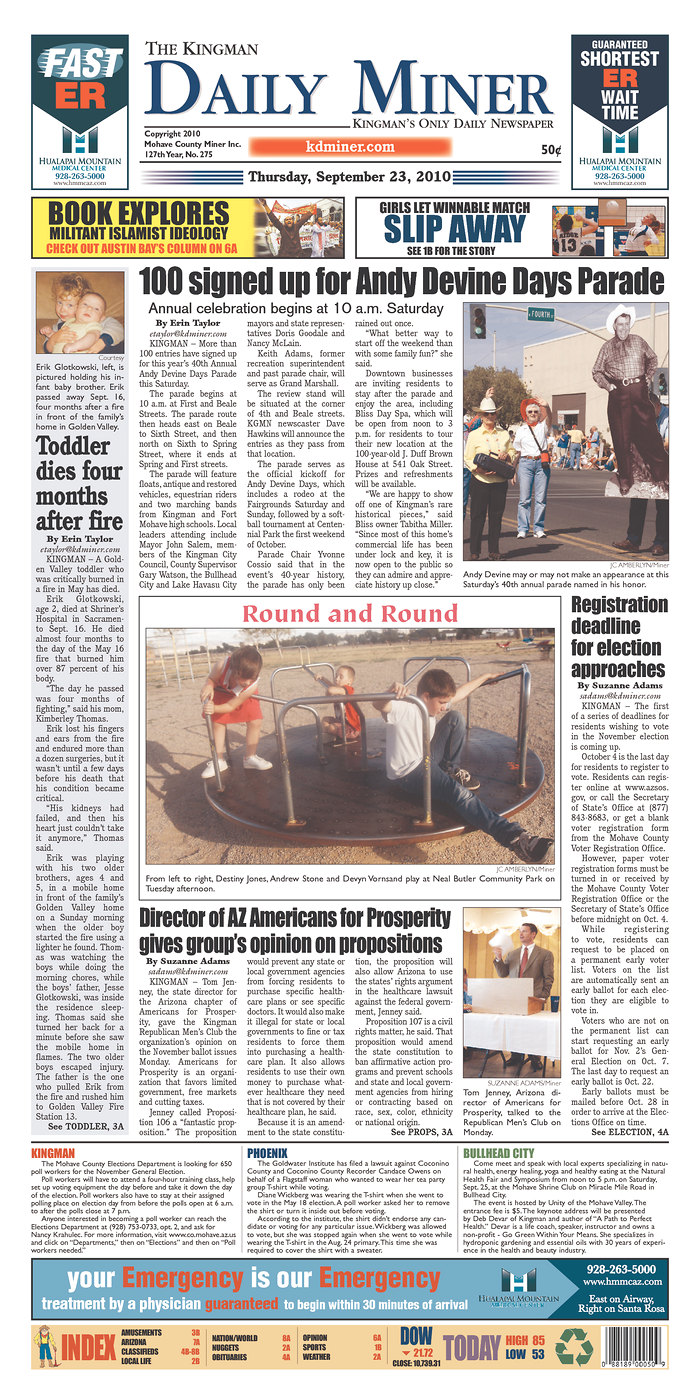 FAST
ER
HUALAPAI MOUNTAIN
MEDICAL CENTER
928-263-5000
www.hmmcaz.com
THE KINGMAN
DAILY MINER
KINGMAN'S ONLY DAILY NEWSPAPER
Copyright 2010
Mohave County Miner Inc.
127th Year, No. 275
kdminer.com
50¢
Thursday, September 23, 2010
GUARANTEED
SHORTEST
ER
WAIT
TIME
HUALAPAI MOUNTAIN
MEDICAL CENTER
928-263-5000
www.hmmcaz.com
BOOK EXPLORES
MILITANT ISLAMIST IDEOLOGY
CHECK OUT AUSTIN BAY'S COLUMN ON 6A
GIRLS LET WINNABLE MATCH
SLIP AWAY
SEE 1B FOR THE STORY
13
Courtesy
Erik Glotkowski, left, is
pictured holding his in-
fant baby brother. Erik
passed away Sept. 16,
four months after a fire
in front of the family's
home in Golden Valley.
Toddler
dies four
months
after fire
By Erin Taylor
etaylor@kdminer.com
KINGMAN – A Gold-
en Valley toddler who
was critically burned in
a fire in May has died.
Erik Glotkowski,
age 2, died at Shriner's
Hospital in Sacramen-
to Sept. 16. He died
almost four months to
the day of the May 16
fire that burned him
over 87 percent of his
body.
"The day he passed
was four months of
fighting," said his mom,
Kimberley Thomas.
Erik lost his fingers
and ears from the fire
and endured more than
a dozen surgeries, but it
wasn't until a few days
before his death that
his condition became
critical.
"His kidneys had
failed, and then his
heart just couldn't take
it anymore," Thomas
said.
Erik was playing
with his two older
brothers, ages 4 and
5, in a mobile home
in front of the family's
Golden Valley home
on a Sunday morning
when the older boy
started the fire using a
lighter he found. Thom-
as was watching the
boys while doing the
morning chores, while
the boys' father, Jesse
Glotkowski, was inside
the residence sleep-
ing. Thomas said she
turned her back for a
minute before she saw
the mobile home in
flames. The two older
boys escaped injury.
The father is the one
who pulled Erik from
the fire and rushed him
to Golden Valley Fire
Station 13.
See TODDLER, 3A
100 signed up for Andy Devine Days Parade
Annual celebration begins at 10 a.m. Saturday
By Erin Taylor
etaylor@kdminer.com
KINGMAN – More than
100 entries have signed up
for this year's 40th Annual
Andy Devine Days Parade
this Saturday.
The parade begins at
10 a.m. at First and Beale
Streets. The parade route
then heads east on Beale
to Sixth Street, and then
north on Sixth to Spring
Street, where it ends at
Spring and First streets.
The parade will feature
floats, antique and restored
vehicles, equestrian riders
and two marching bands
from Kingman and Fort
Mohave high schools. Local
leaders attending include
Mayor John Salem, mem-
bers of the Kingman City
Council, County Supervisor
Gary Watson, the Bullhead
City and Lake Havasu City
mayors and state represen-
tatives Doris Goodale and
Nancy McLain.
Keith Adams, former
recreation superintendent
and past parade chair, will
serve as Grand Marshall.
The review stand will
be situated at the corner
of 4th and Beale streets.
KGMN newscaster Dave
Hawkins will announce the
entries as they pass from
that location.
The parade serves as
the official kickoff for
Andy Devine Days, which
includes a rodeo at the
Fairgrounds Saturday and
Sunday, followed by a soft-
ball tournament at Centen-
nial Park the first weekend
of October.
Parade Chair Yvonne
Cossio said that in the
event's 40-year history,
the parade has only been
rained out once.
"What better way to
start off the weekend than
with some family fun?" she
said.
Downtown businesses
are inviting residents to
stay after the parade and
enjoy the area, including
Bliss Day Spa, which will
be open from noon to 3
p.m. for residents to tour
their new location at the
100-year-old J. Duff Brown
House at 541 Oak Street.
Prizes and refreshments
will be available.
"We are happy to show
off one of Kingman's rare
historical pieces," said
Bliss owner Tabitha Miller.
"Since most of this home's
commercial life has been
under lock and key, it is
now open to the public so
they can admire and appre-
ciate history up close."
FOURTH
JC AMBERLYN/Miner
Andy Devine may or may not make an appearance at this
Saturday's 40th annual parade named in his honor.
Round and Round
JC AMBERLYN/Miner
From left to right, Destiny Jones, Andrew Stone and Devyn Vornsand play at Neal Butler Community Park on
Tuesday afternoon.
Registration
deadline
for election
approaches
By Suzanne Adams
sadams@kdminer.com
KINGMAN – The first
of a series of deadlines for
residents wishing to vote
in the November election
is coming up.
October 4 is the last day
for residents to register to
vote. Residents can regis-
ter online at www.azsos.
gov, or call the Secretary
of State's Office at (877)
843-8683, or get a blank
voter registration form
from the Mohave County
Voter Registration Office.
However, paper voter
registration forms must be
turned in or received by
the Mohave County Voter
Registration Office or the
Secretary of State's Office
before midnight on Oct. 4.
While registering
to vote, residents can
request to be placed on
a permanent early voter
list. Voters on the list
are automatically sent an
early ballot for each elec-
tion they are eligible to
vote in.
Voters who are not on
the permanent list can
start requesting an early
ballot for Nov. 2's Gen-
eral Election on Oct. 7.
The last day to request an
early ballot is Oct. 22.
Early ballots must be
mailed before Oct. 28 in
order to arrive at the Elec-
tions Office on time.
See ELECTION, 4A
Director of AZ Americans for Prosperity
gives group's opinion on propositions
By Suzanne Adams
sadams@kdminer.com
KINGMAN – Tom Jen-
ney, the state director for
the Arizona chapter of
Americans for Prosper-
ity, gave the Kingman
Republican Men's Club the
organization's opinion on
the November ballot issues
Monday. Americans for
Prosperity is an organi-
zation that favors limited
government, free markets
and cutting taxes.
Jenney called Proposi-
tion 106 a "fantastic prop-
osition." The proposition
would prevent any state or
local government agencies
from forcing residents to
purchase specific health-
care plans or see specific
doctors. It would also make
it illegal for state or local
governments to fine or tax
residents to force them
into purchasing a health-
care plan. It also allows
residents to use their own
money to purchase what-
ever healthcare they need
that is not covered by their
healthcare plan, he said.
Because it is an amend-
ment to the state constitu-
tion, the proposition will
also allow Arizona to use
the states' rights argument
in the healthcare lawsuit
against the federal govern-
ment, Jenney said.
Proposition 107 is a civil
rights matter, he said. That
proposition would amend
the state constitution to
ban affirmative action pro-
grams and prevent schools
and state and local govern-
ment agencies from hiring
or contracting based on
race, sex, color, ethnicity
or national origin.
See PROPS, 3A
SUZANNE ADAMS/Miner
Tom Jenney, Arizona di-
rector of Americans for
Prosperity, talked to the
Republican Men's Club on
Monday.
KINGMAN
The Mohave County Elections Department is looking for 650
poll workers for the November General Election.
Poll workers will have to attend a four-hour training class, help
set up voting equipment the day before and take it down the day
of the election. Poll workers also have to stay at their assigned
polling place on election day from before the polls open at 6 a.m.
to after the polls close at 7 p.m.
Anyone interested in becoming a poll worker can reach the
Elections Department at (928) 753-0733, opt. 2, and ask for
Nancy Krahulec. For more information, visit www.co.mohave.az.us
and click on "Departments," then on "Elections" and then on "Poll
workers needed."
PHOENIX
The Goldwater Institute has filed a lawsuit against Coconino
County and Coconino County Recorder Candace Owens on
behalf of a Flagstaff woman who wanted to wear her tea party
group T-shirt while voting.
Diane Wickberg was wearing the T-shirt when she went to
vote in the May 18 election. A poll worker asked her to remove
the shirt or turn it inside out before voting.
According to the institute, the shirt didn't endorse any can-
didate or voting for any particular issue. Wickberg was allowed
to vote, but she was stopped again when she went to vote while
wearing the T-shirt in the Aug. 24 primary. This time she was
required to cover the shirt with a sweater.
BULLHEAD CITY
Come meet and speak with local experts specializing in natu-
ral health, energy healing, yoga and healthy eating at the Natural
Health Fair and Symposium from noon to 5 p.m. on Saturday,
Sept. 25, at the Mohave Shrine Club on Miracle Mile Road in
Bullhead City.
The event is hosted by Unity of the Mohave Valley. The
entrance fee is $5. The keynote address will be presented
by Deb Devar of Kingman and author of "A Path to Perfect
Health." Devar is a life coach, speaker, instructor and owns a
non-profit - Go Green Within Your Means. She specializes in
hydroponic gardening and essential oils with 30 years of experi-
ence in the health and beauty industry.
your Emergency is our Emergency
treatment by a physician guaranteed to begin within 30 minutes of arrival
HUALAPAI MOUNTAIN
MEDICAL CENTER
928-263-5000
www.hmmcaz.com
East on Airway,
Right on Santa Rosa
INDEX
AMUSEMENTS 3B
ARIZONA 7A
CLASSIFIEDS 4B-8B
LOCAL LIFE 2B
NATION/WORLD 8A
NUGGETS 2A
OBITUARIES 4A
OPINION 6A
SPORTS 1B
WEATHER 2A
DOW
21.72
CLOSE: 10,739.31
TODAY
HIGH 85
LOW 53
0 88189 00050 9